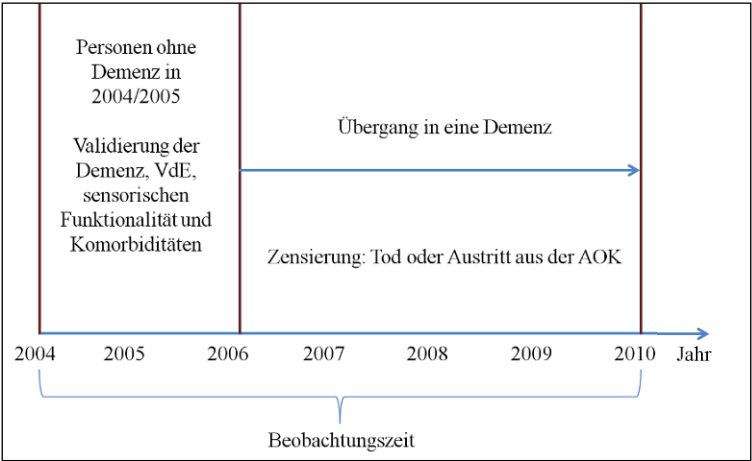 Personen ohne
Demenz in
2004/2005
Validierung der
Demenz, VdE,
sensorischen
Funktionalität und
Komorbiditäten
Übergang in eine Demenz
Zensierung: Tod oder Austritt aus der AOK
2004 2005 2006 2007 2008 2009 2010 Jahr
Beobachtungszeit